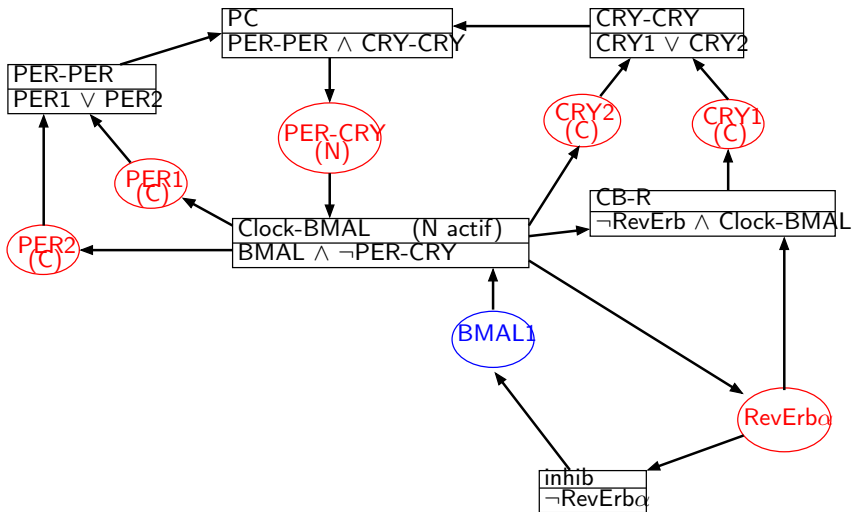 PC
PER-PER ∧ CRY-CRY
CRY-CRY
CRY1 ∨ CRY2
PER-PER
PER1 ∨ PER2
PER-CRY
(N)
CRY2
(C)
CRY1
(C)
PER1
(C)
CB-R
¬RevErb ∧ Clock-BMAL
Clock-BMAL (N actif)
BMAL ∧ ¬PER-CRY
PER2
(C)
BMAL1
RevErbα
inhib
¬RevErbα